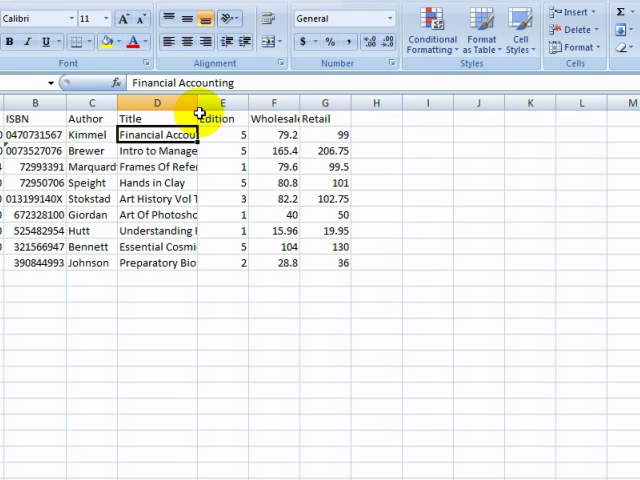 Calibri 11 A A General Insert Σ
B I U A $ % , .00 .00 Conditional Formatting Format as Table Cell Styles Delete Format
Font Alignment Number Styles Cells
fx Financial Accounting
B C D E F G H I J K L M
ISBN Author Title Edition Wholesale Retail
0470731567 Kimmel Financial Accou 5 79.2 99
0073527076 Brewer Intro to Manage 5 165.4 206.75
72993391 Marquard Frames Of Refer 1 79.6 99.5
72950706 Speight Hands in Clay 5 80.8 101
013199140X Stokstad Art History Vol 3 82.2 102.75
672328100 Giordan Art Of Photosho 1 40 50
525482954 Hutt Understanding 1 15.96 19.95
321566947 Bennett Essential Cosmi 5 104 130
390844993 Johnson Preparatory Bio 2 28.8 36